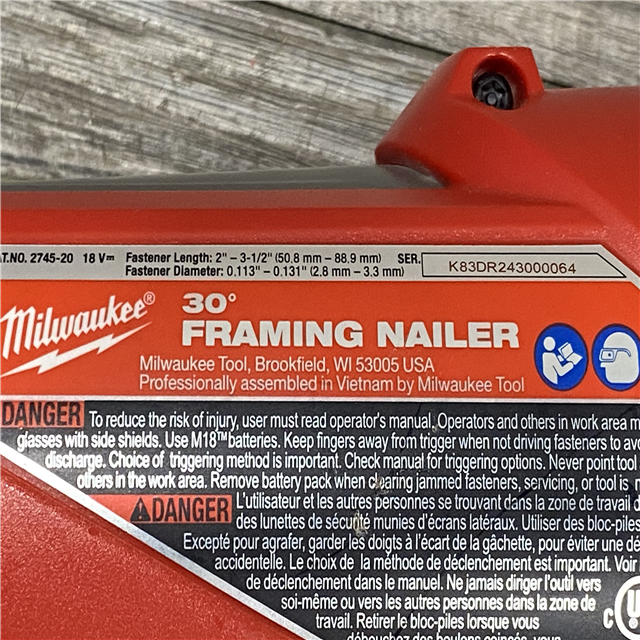 T.NO. 2745-20 18 V⎓ Fastener Length: 2" – 3-1/2" (50.8 mm – 88.9 mm) SER. K83DR243000064
Fastener Diameter: 0.113" – 0.131" (2.8 mm – 3.3 mm)
Milwaukee®
30°
FRAMING NAILER
Milwaukee Tool, Brookfield, WI 53005 USA
Professionally assembled in Vietnam by Milwaukee Tool
DANGER To reduce the risk of injury, user must read operator's manual. Operators and others in work area m
glasses with side shields. Use M18™ batteries. Keep fingers away from trigger when not driving fasteners to avo
discharge. Choice of triggering method is important. Check manual for triggering options. Never point tool
others in the work area. Remove battery pack when clearing jammed fasteners, servicing, or tool is
⚠DANGER L'utilisateur et les autres personnes se trouvant dans la zone de travail d
des lunettes de sécurité munies d'écrans latéraux. Utiliser des bloc-piles
Excepté pour agrafer, garder les doigts à l'écart de la gâchette, pour éviter une dé
accidentelle. Le choix de la méthode de déclenchement est important. Voir
de déclenchement dans le manuel. Ne jamais diriger l'outil vers
soi-même ou vers les autres personnes dans la zone de
travail. Retirer le bloc-piles lorsque vous
débouchez des boulons coincés, vous
C